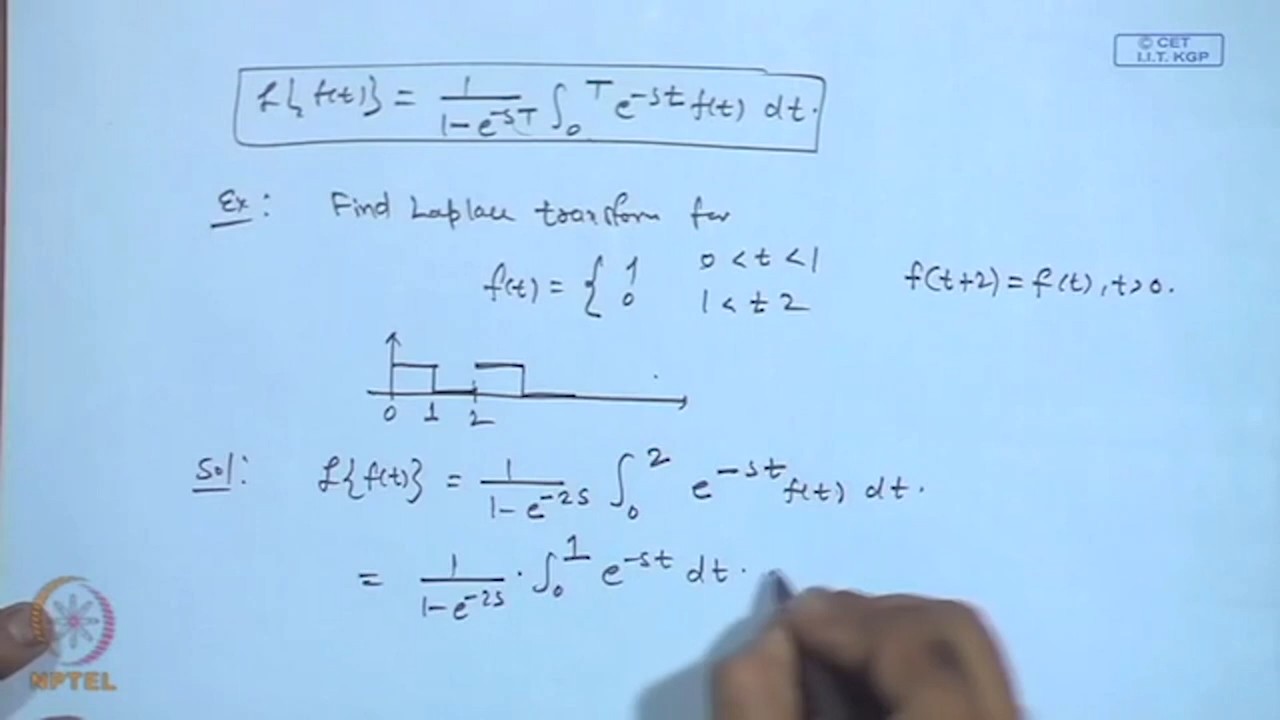 © CET
I.I.T. KGP
L{f(t)} = 1/(1-e^{-sT}) ∫_0^T e^{-st} f(t) dt.
Ex: Find Laplace transform for
f(t) = { 1 0 < t < 1
0 1 < t 2
f(t+2) = f(t), t>0.
0 1 2
Sol: L{f(t)} = 1/(1-e^{-2s}) ∫_0^2 e^{-st} f(t) dt.
= 1/(1-e^{-2s}) · ∫_0^1 e^{-st} dt.
NPTEL